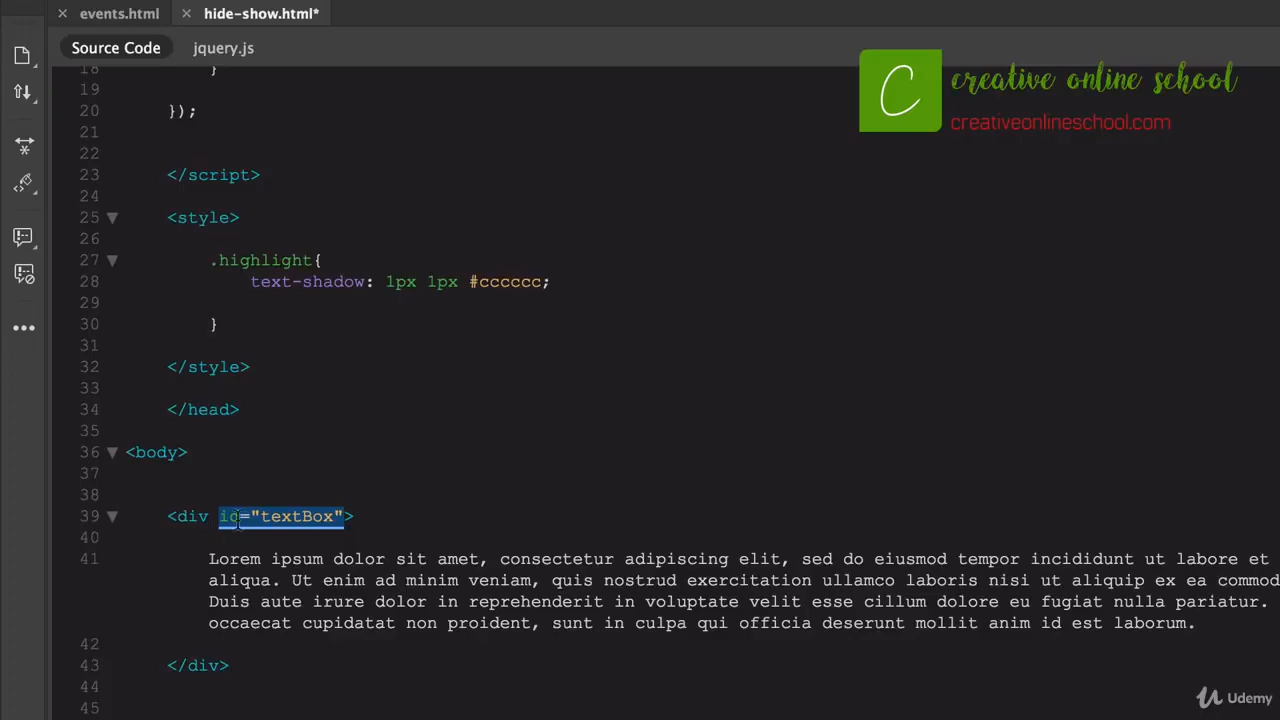 events.html
hide-show.html*
Source Code
jquery.js
C
creative online school
creativeonlineschool.com
18 }
19
20 });
21
22
23 </script>
24
25 <style>
26
27 .highlight{
28 text-shadow: 1px 1px #cccccc;
29
30 }
31
32 </style>
33
34 </head>
35
36 <body>
37
38
39 <div id="textBox">
40
41 Lorem ipsum dolor sit amet, consectetur adipiscing elit, sed do eiusmod tempor incididunt ut labore et
aliqua. Ut enim ad minim veniam, quis nostrud exercitation ullamco laboris nisi ut aliquip ex ea commod
Duis aute irure dolor in reprehenderit in voluptate velit esse cillum dolore eu fugiat nulla pariatur.
occaecat cupidatat non proident, sunt in culpa qui officia deserunt mollit anim id est laborum.
42
43 </div>
44
45
Udemy